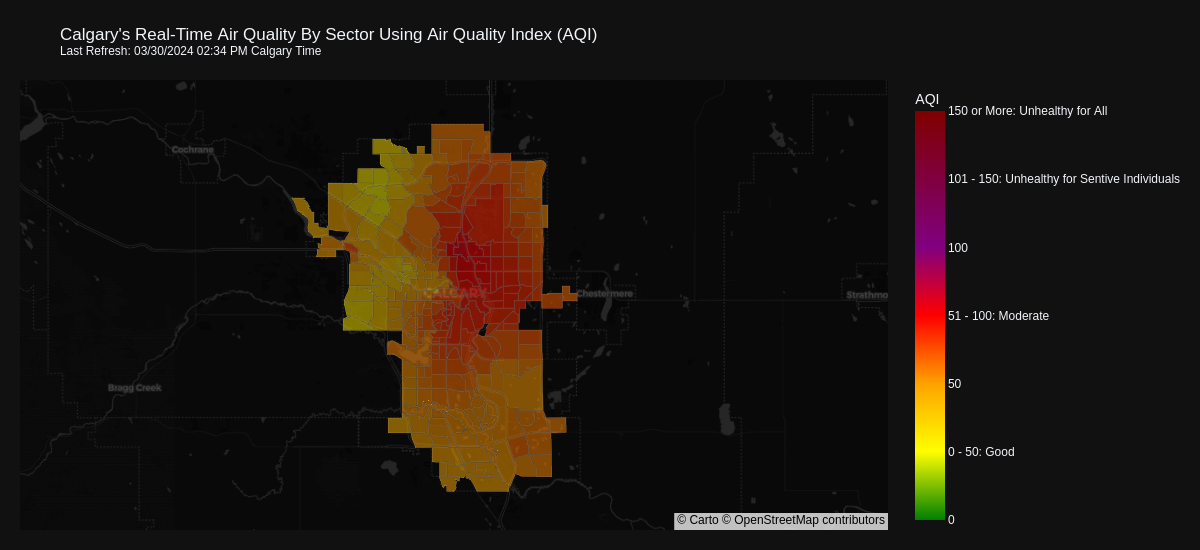 Calgary's Real-Time Air Quality By Sector Using Air Quality Index (AQI)
Last Refresh: 03/30/2024 02:34 PM Calgary Time
AQI
150 or More: Unhealthy for All
Cochrane
101 - 150: Unhealthy for Sentive Individuals
100
CALGARY
Chestermere
Strathmo
51 - 100: Moderate
50
Bragg Creek
0 - 50: Good
0
© Carto © OpenStreetMap contributors